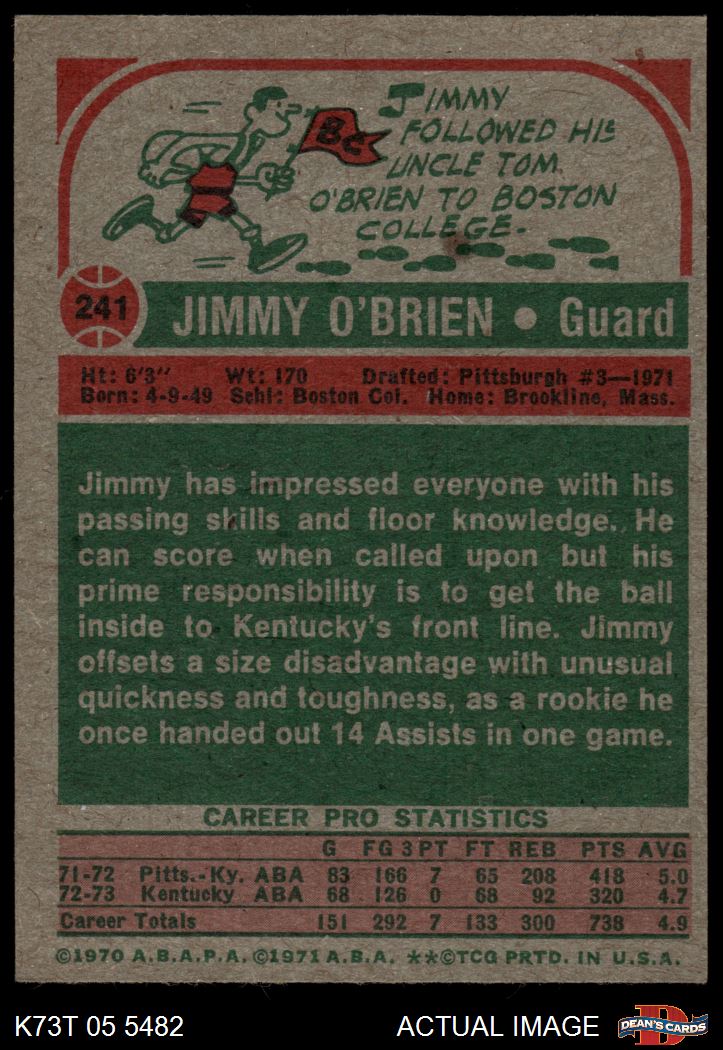 BC
JIMMY
FOLLOWED HIS
UNCLE TOM
O'BRIEN TO BOSTON
COLLEGE.
241 JIMMY O'BRIEN • Guard
Ht: 6'3" Wt: 170 Drafted: Pittsburgh #3—1971
Born: 4-9-49 Schl: Boston Col. Home: Brookline, Mass.
Jimmy has impressed everyone with his
passing skills and floor knowledge. He
can score when called upon but his
prime responsibility is to get the ball
inside to Kentucky's front line. Jimmy
offsets a size disadvantage with unusual
quickness and toughness, as a rookie he
once handed out 14 Assists in one game.
CAREER PRO STATISTICS
G FG 3PT FT REB PTS AVG
71-72 Pitts.-Ky. ABA 83 166 7 65 208 418 5.0
72-73 Kentucky ABA 68 126 0 68 92 320 4.7
Career Totals 151 292 7 133 300 738 4.9
©1970 A.B.A.P.A. ©1971 A.B.A. **©TCG PRTD. IN U.S.A.
K73T 05 5482 ACTUAL IMAGE DEAN'S CARDS